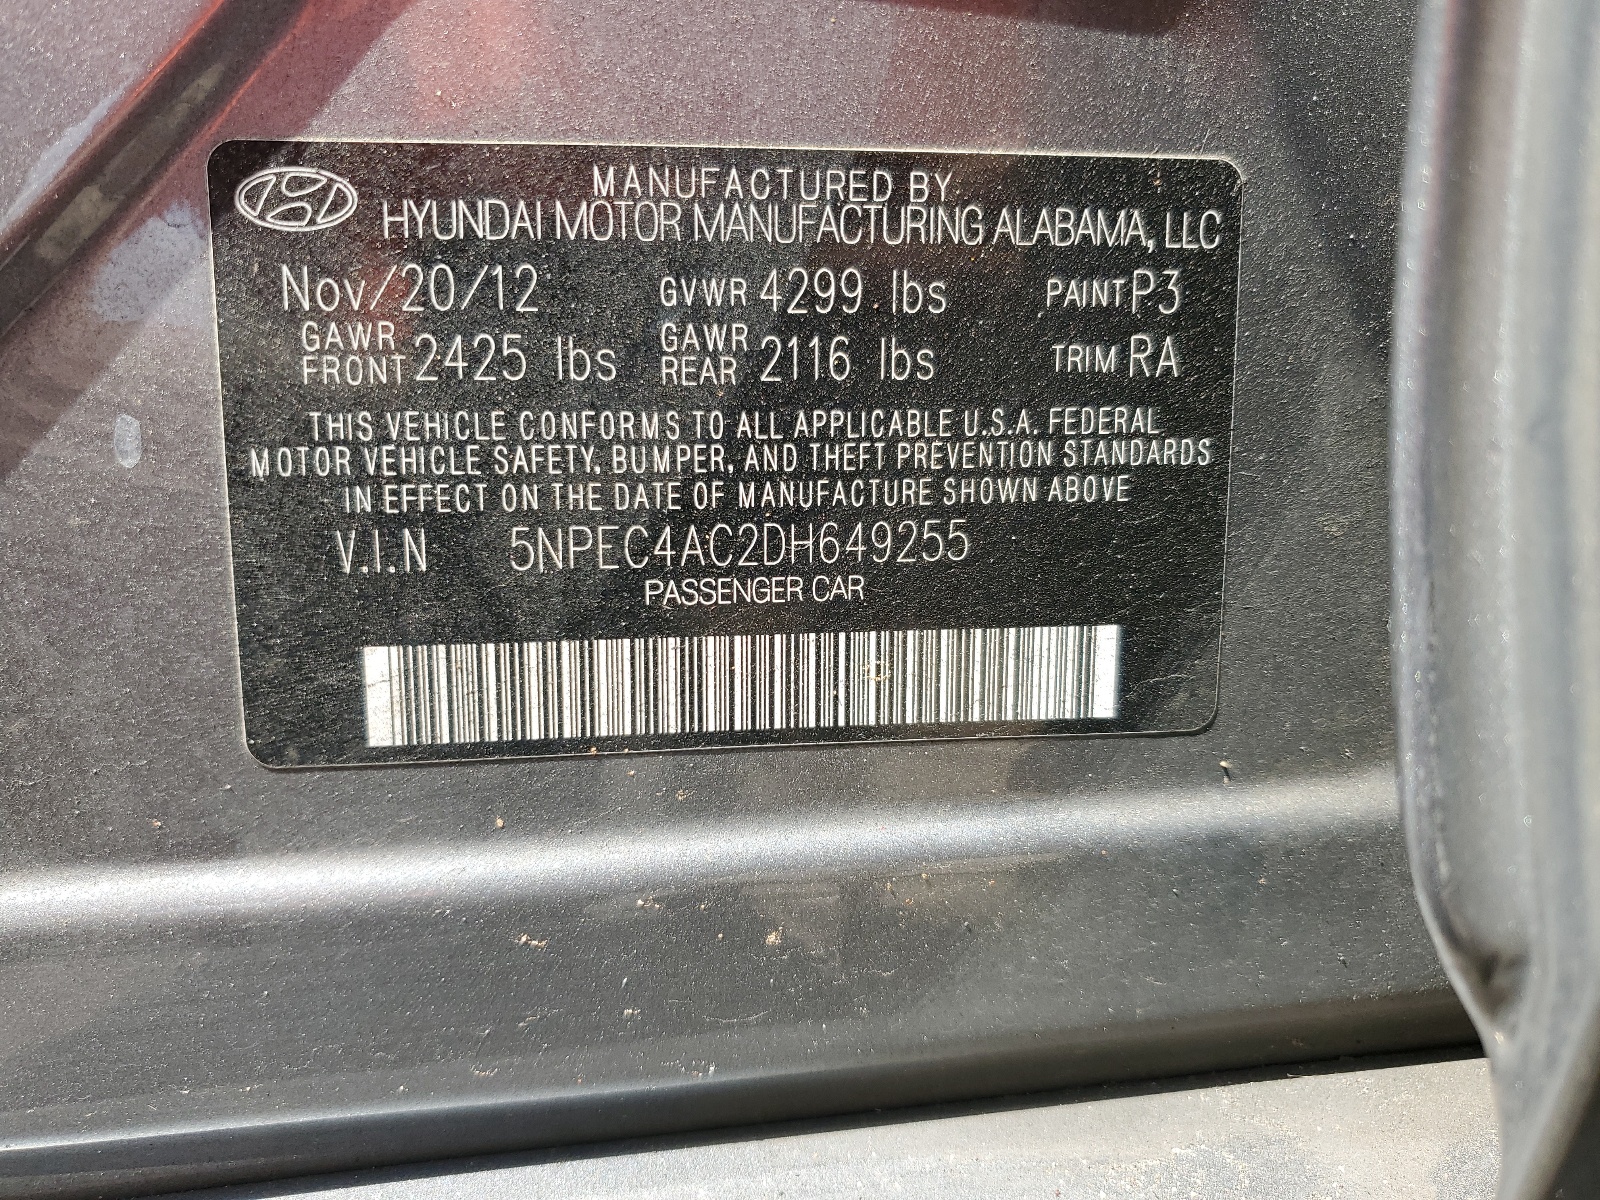 MANUFACTURED BY
HYUNDAI MOTOR MANUFACTURING ALABAMA, LLC
Nov/20/12 GVWR 4299 lbs PAINT P3
GAWR FRONT 2425 lbs GAWR REAR 2116 lbs TRIM RA
THIS VEHICLE CONFORMS TO ALL APPLICABLE U.S.A. FEDERAL
MOTOR VEHICLE SAFETY, BUMPER, AND THEFT PREVENTION STANDARDS
IN EFFECT ON THE DATE OF MANUFACTURE SHOWN ABOVE
V.I.N 5NPEC4AC2DH649255
PASSENGER CAR